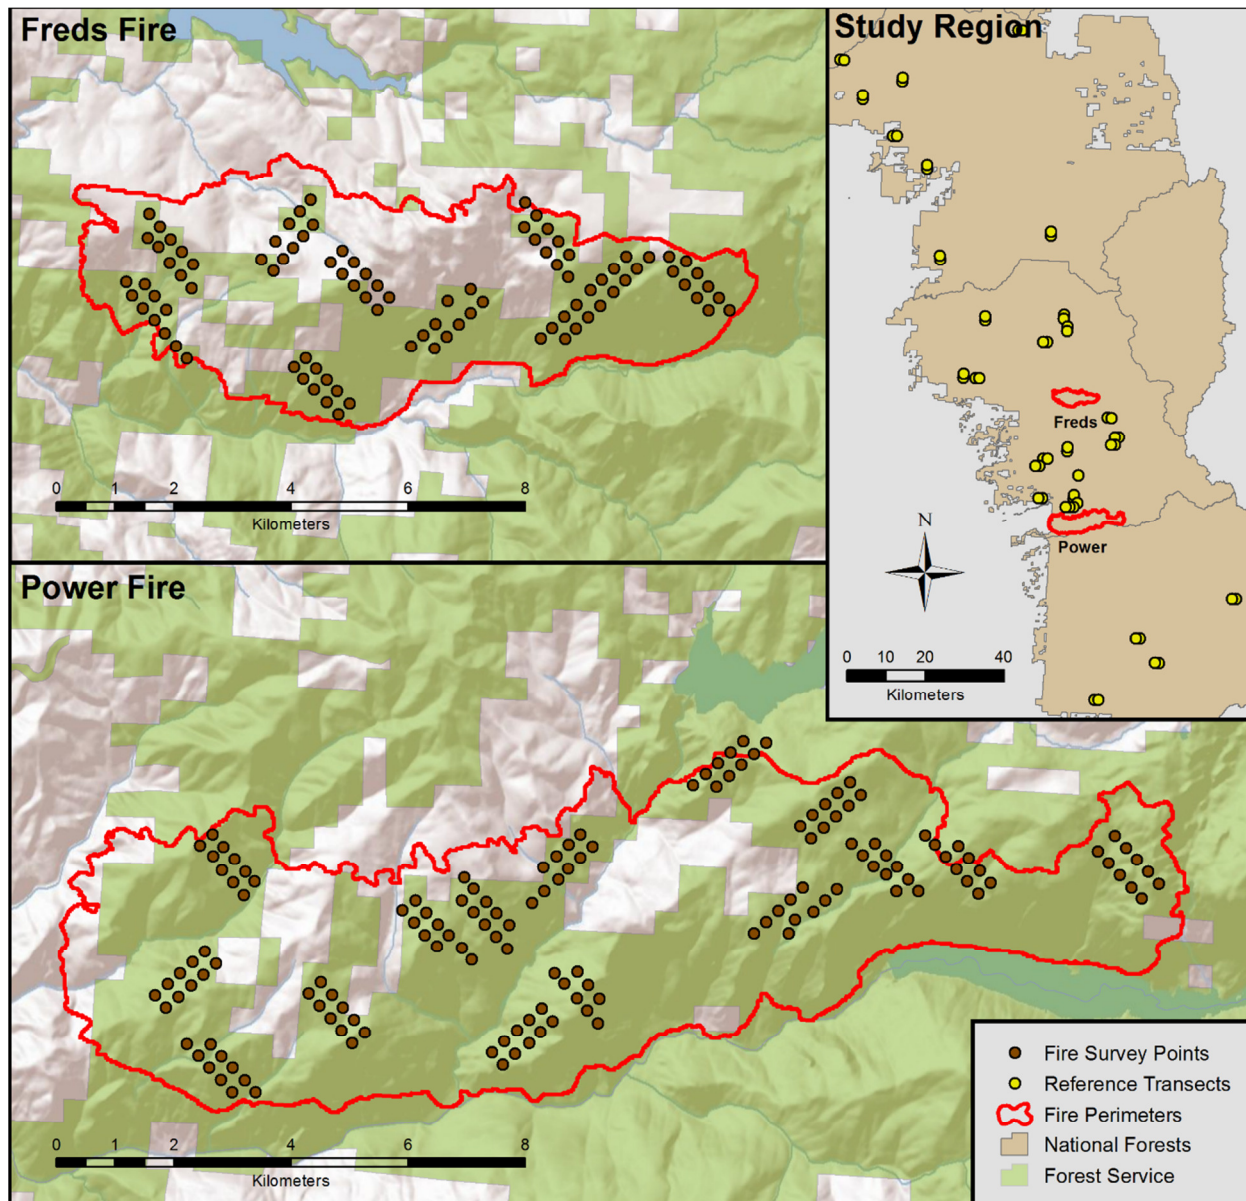 Freds Fire
0 1 2 4 6 8
Kilometers
Study Region
Freds
Power
N
0 10 20 40
Kilometers
Power Fire
0 1 2 4 6 8
Kilometers
Fire Survey Points
Reference Transects
Fire Perimeters
National Forests
Forest Service